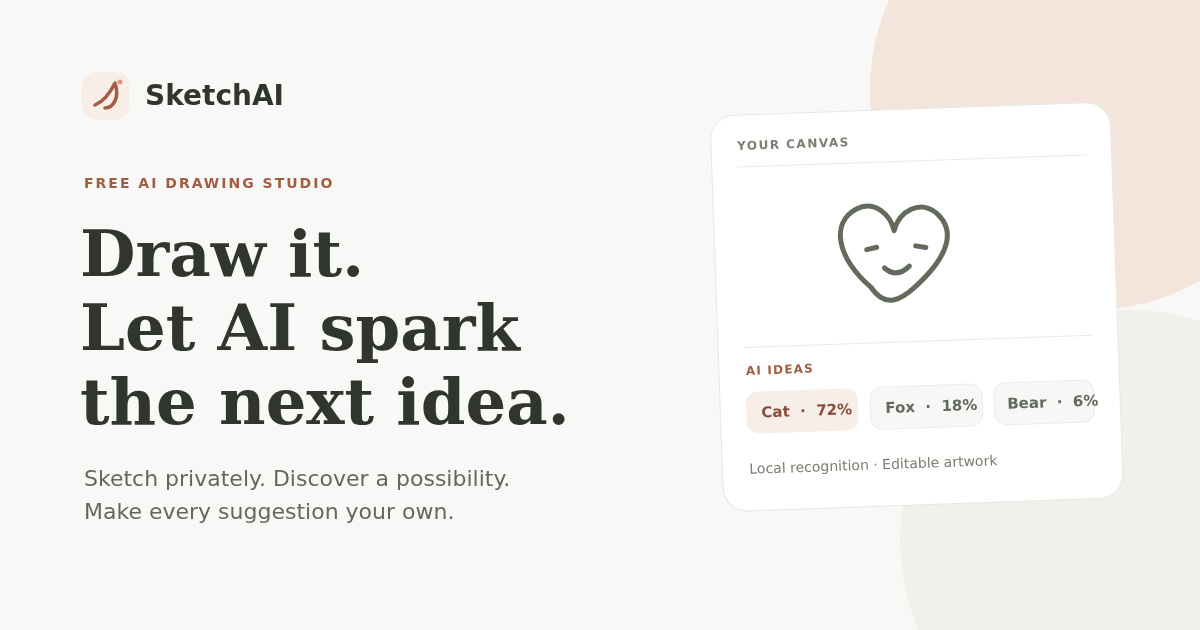 SketchAI
FREE AI DRAWING STUDIO
Draw it.
Let AI spark
the next idea.
Sketch privately. Discover a possibility.
Make every suggestion your own.
YOUR CANVAS
AI IDEAS
Cat · 72%
Fox · 18%
Bear · 6%
Local recognition · Editable artwork